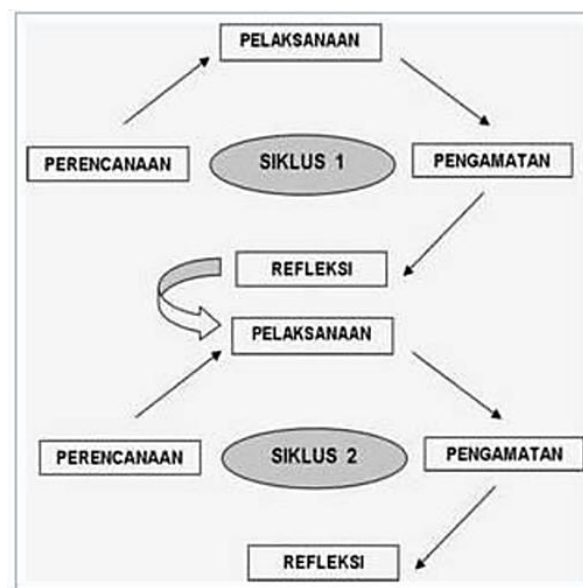 PELAKSANAAN
PERENCANAAN
SIKLUS 1
PENGAMATAN
REFLEKSI
PELAKSANAAN
PERENCANAAN
SIKLUS 2
PENGAMATAN
REFLEKSI